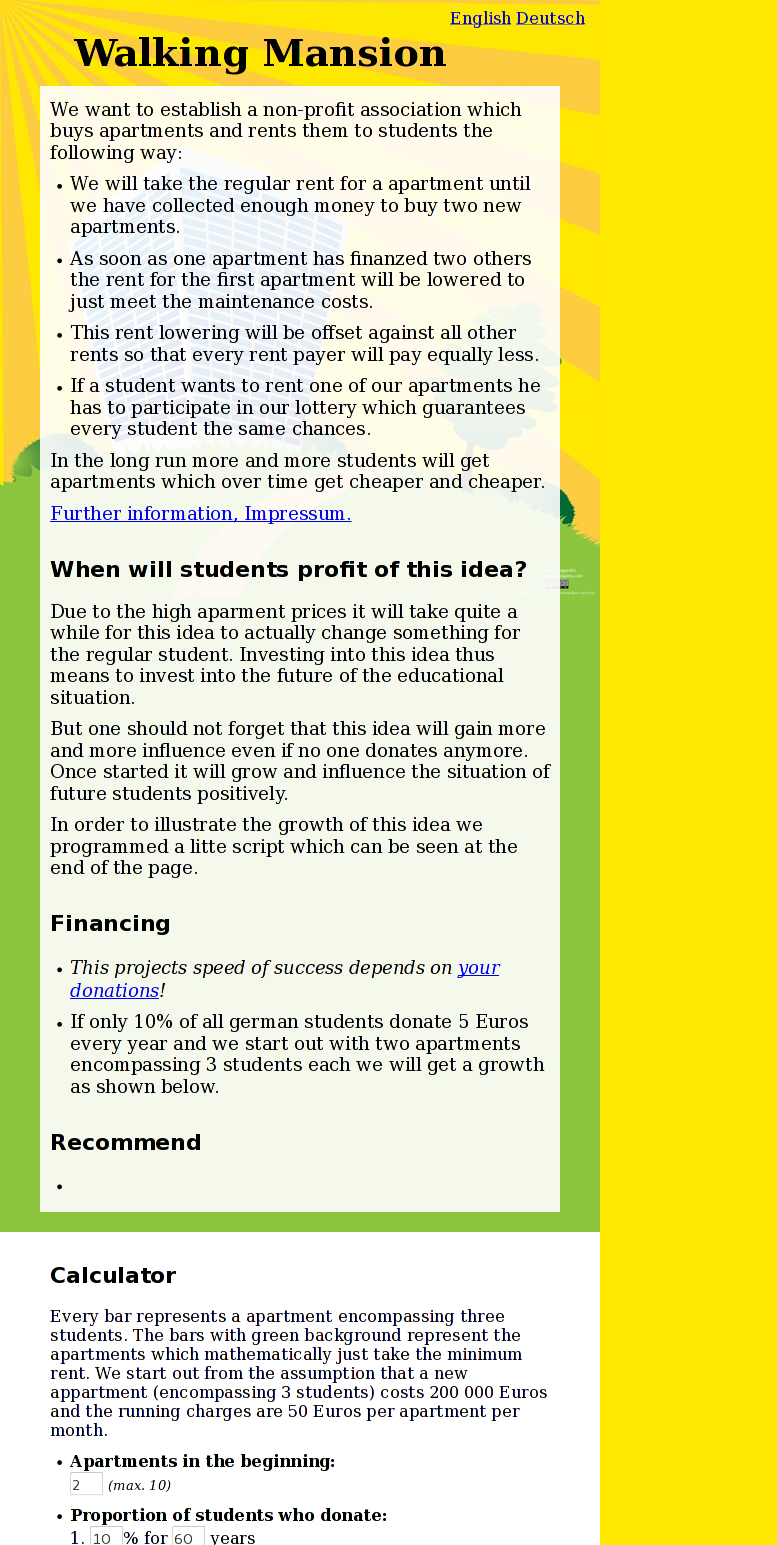 English Deutsch
Walking Mansion
We want to establish a non-profit association which
buys apartments and rents them to students the
following way:
• We will take the regular rent for a apartment until
we have collected enough money to buy two new
apartments.
• As soon as one apartment has finanzed two others
the rent for the first apartment will be lowered to
just meet the maintenance costs.
• This rent lowering will be offset against all other
rents so that every rent payer will pay equally less.
• If a student wants to rent one of our apartments he
has to participate in our lottery which guarantees
every student the same chances.
In the long run more and more students will get
apartments which over time get cheaper and cheaper.
Further information, Impressum.
When will students profit of this idea?
Due to the high aparment prices it will take quite a
while for this idea to actually change something for
the regular student. Investing into this idea thus
means to invest into the future of the educational
situation.
But one should not forget that this idea will gain more
and more influence even if no one donates anymore.
Once started it will grow and influence the situation of
future students positively.
In order to illustrate the growth of this idea we
programmed a litte script which can be seen at the
end of the page.
Financing
• This projects speed of success depends on your
donations!
• If only 10% of all german students donate 5 Euros
every year and we start out with two apartments
encompassing 3 students each we will get a growth
as shown below.
Recommend
•
Calculator
Every bar represents a apartment encompassing three
students. The bars with green background represent the
apartments which mathematically just take the minimum
rent. We start out from the assumption that a new
appartment (encompassing 3 students) costs 200 000 Euros
and the running charges are 50 Euros per apartment per
month.
• Apartments in the beginning:
2 (max. 10)
• Proportion of students who donate:
1. 10 % for 60 years